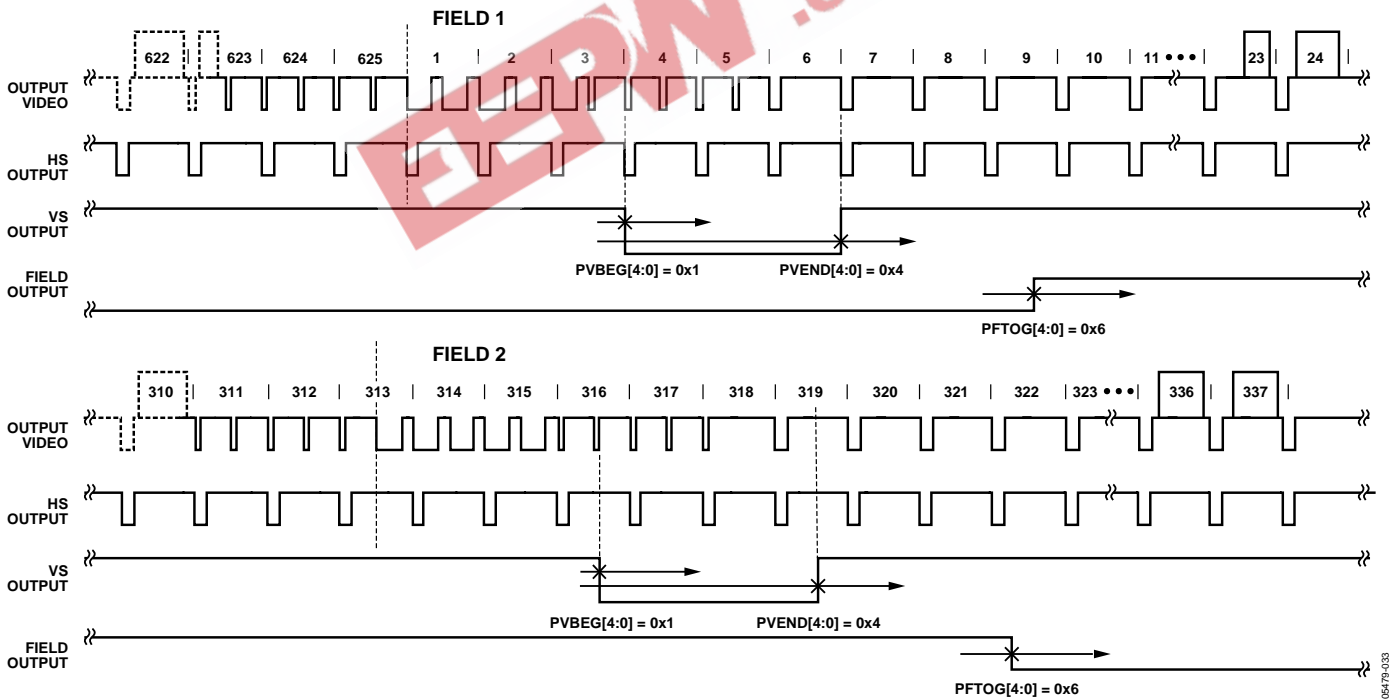 FIELD 1
622 623 624 625 1 2 3 4 5 6 7 8 9 10 11 ••• 23 24
OUTPUT
VIDEO
HS
OUTPUT
VS
OUTPUT
PVBEG[4:0] = 0x1 PVEND[4:0] = 0x4
FIELD
OUTPUT
PFTOG[4:0] = 0x6
FIELD 2
310 311 312 313 314 315 316 317 318 319 320 321 322 323 ••• 336 337
OUTPUT
VIDEO
HS
OUTPUT
VS
OUTPUT
PVBEG[4:0] = 0x1 PVEND[4:0] = 0x4
FIELD
OUTPUT
PFTOG[4:0] = 0x6
05479-033
EEPW